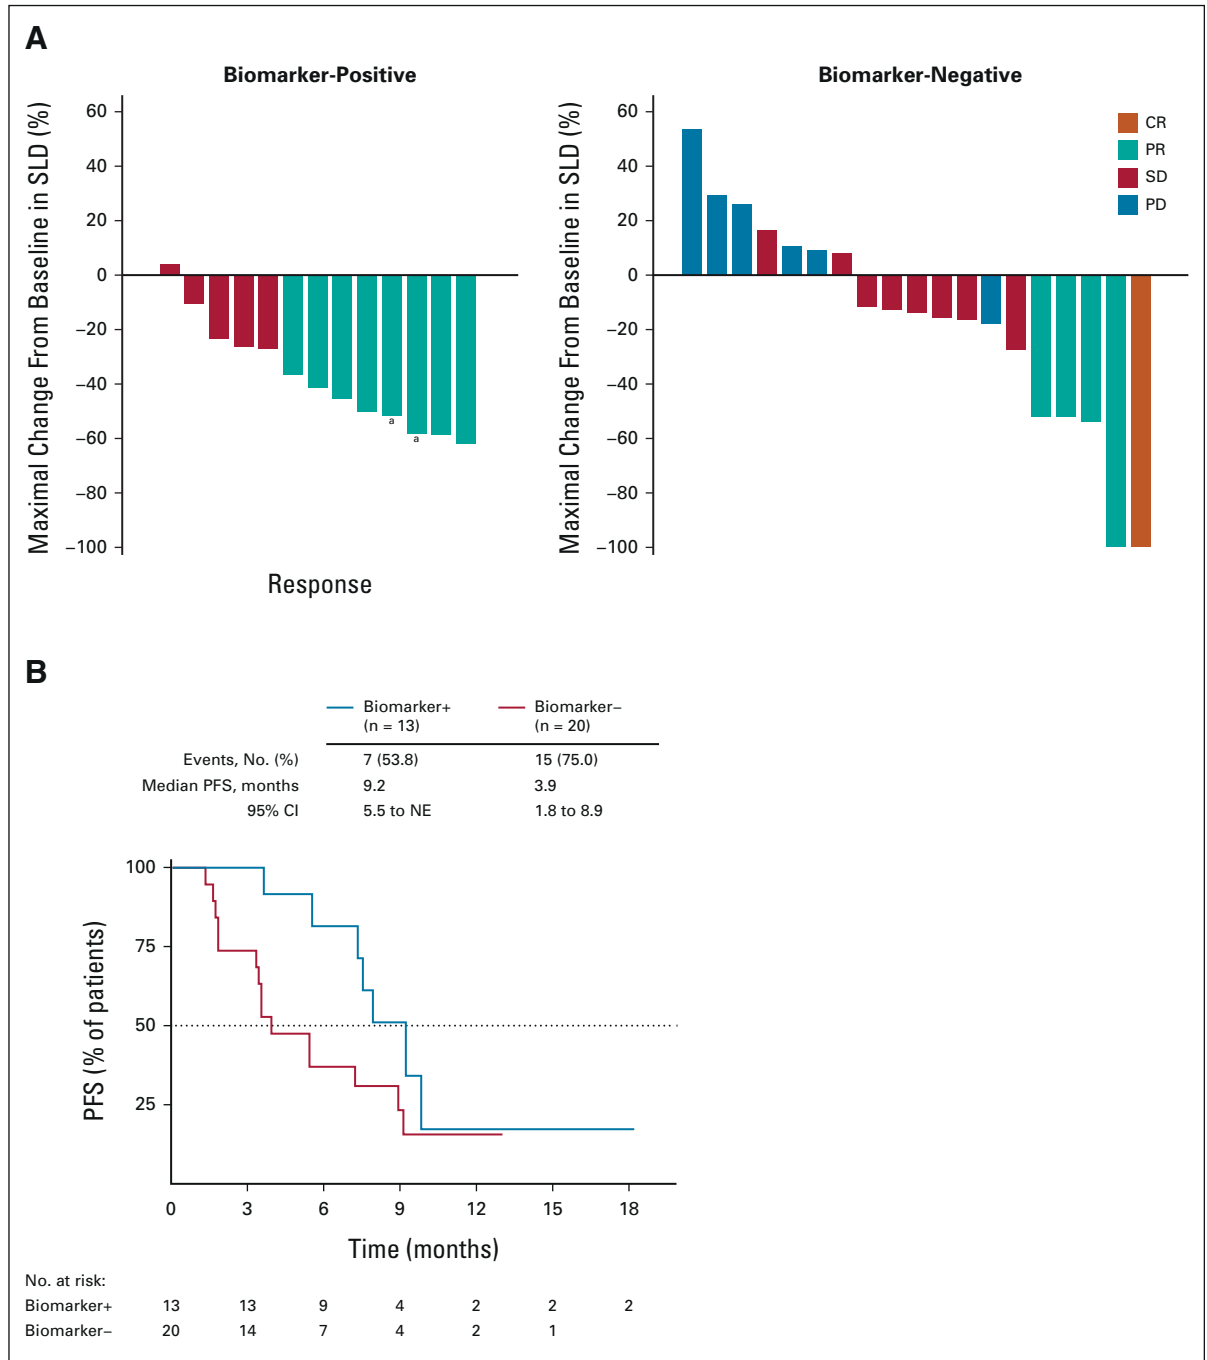 A
Biomarker-Positive
Maximal Change From Baseline in SLD (%)
60
40
20
0
–20
–40
–60
–80
–100
a
a
Response
Biomarker-Negative
Maximal Change From Baseline in SLD (%)
60
40
20
0
–20
–40
–60
–80
–100
CR
PR
SD
PD
B
Biomarker+ Biomarker–
(n = 13) (n = 20)
Events, No. (%) 7 (53.8) 15 (75.0)
Median PFS, months 9.2 3.9
95% CI 5.5 to NE 1.8 to 8.9
PFS (% of patients)
100
75
50
25
0 3 6 9 12 15 18
Time (months)
No. at risk:
Biomarker+ 13 13 9 4 2 2 2
Biomarker– 20 14 7 4 2 1